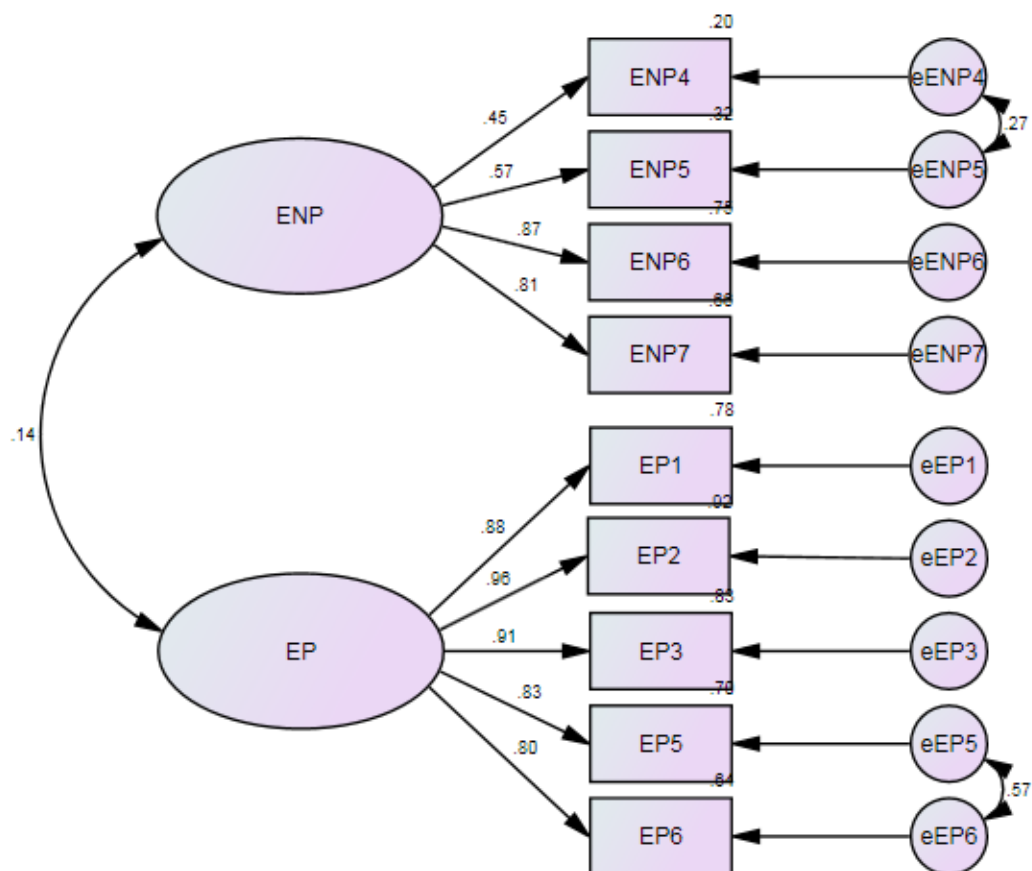 .20
ENP4
eENP4
.45
.27
.32
ENP5
eENP5
.57
.75
ENP
ENP6
eENP6
.87
.66
.81
ENP7
eENP7
.78
.14
EP1
eEP1
.92
.88
EP2
eEP2
.96
.83
EP
.91
EP3
eEP3
.70
.83
EP5
eEP5
.80
.64
.57
EP6
eEP6